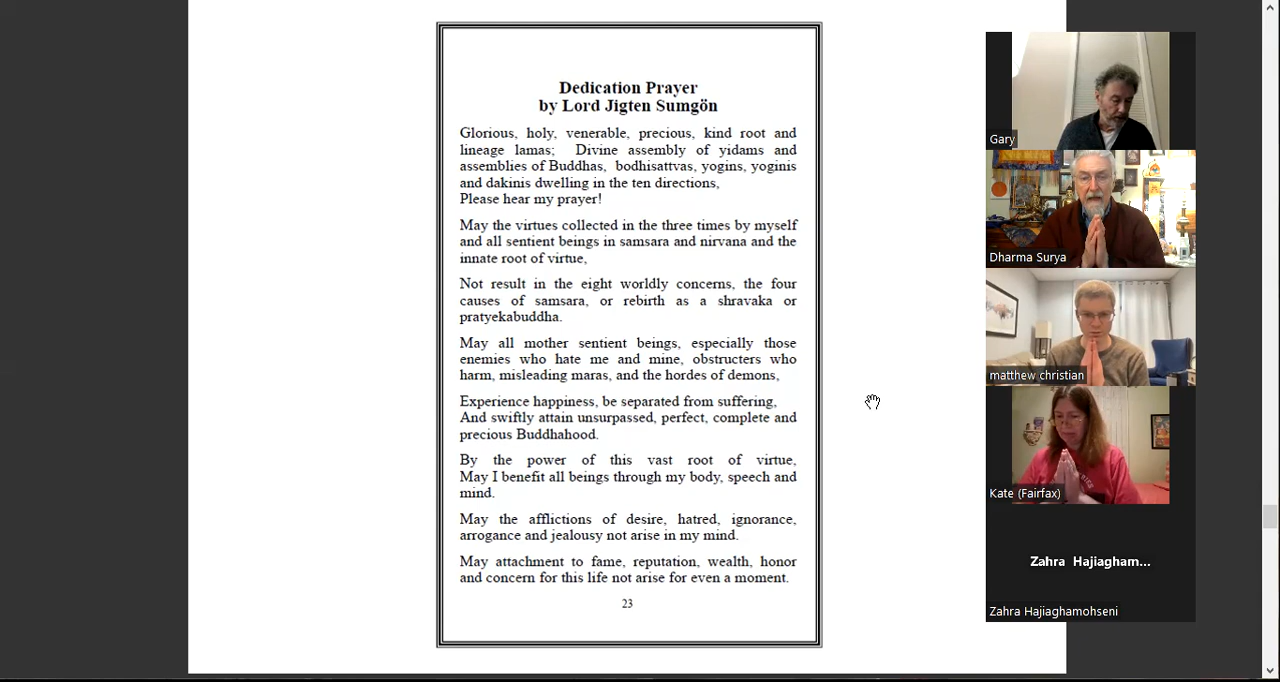 Dedication Prayer
by Lord Jigten Sumgön
Glorious, holy, venerable, precious, kind root and
lineage lamas; Divine assembly of yidams and
assemblies of Buddhas, bodhisattvas, yogins, yoginis
and dakinis dwelling in the ten directions,
Please hear my prayer!
May the virtues collected in the three times by myself
and all sentient beings in samsara and nirvana and the
innate root of virtue,
Not result in the eight worldly concerns, the four
causes of samsara, or rebirth as a shravaka or
pratyekabuddha.
May all mother sentient beings, especially those
enemies who hate me and mine, obstructers who
harm, misleading maras, and the hordes of demons,
Experience happiness, be separated from suffering,
And swiftly attain unsurpassed, perfect, complete and
precious Buddhahood.
By the power of this vast root of virtue,
May I benefit all beings through my body, speech and
mind.
May the afflictions of desire, hatred, ignorance,
arrogance and jealousy not arise in my mind.
May attachment to fame, reputation, wealth, honor
and concern for this life not arise for even a moment.
23
Gary
Dharma Surya
matthew christian
Kate (Fairfax)
Zahra Hajiagham...
Zahra Hajiaghamohseni